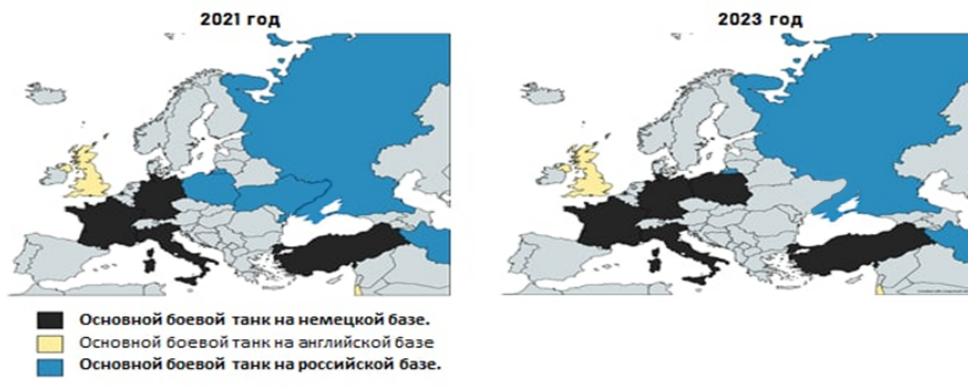 2021 год
2023 год
Основной боевой танк на немецкой базе.
Основной боевой танк на английской базе
Основной боевой танк на российской базе.